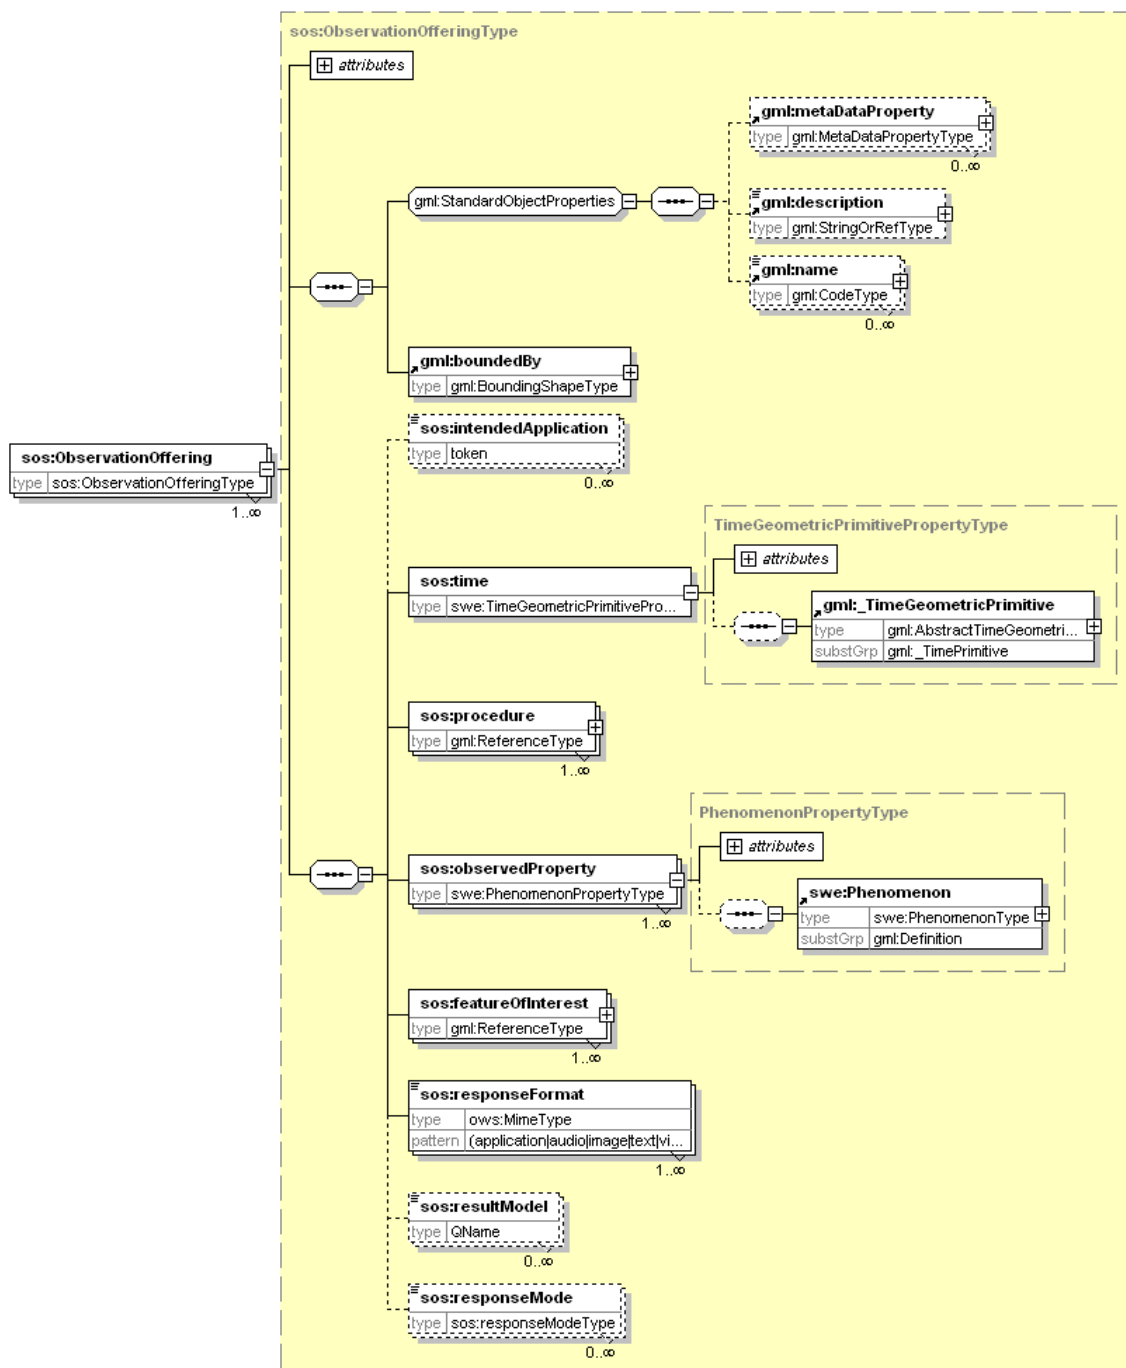 sos:ObservationOfferingType
attributes
gml:metaDataProperty
type gml:MetaDataPropertyType
0..∞
gml:StandardObjectProperties
gml:description
type gml:StringOrRefType
gml:name
type gml:CodeType
0..∞
gml:boundedBy
type gml:BoundingShapeType
sos:intendedApplication
type token
0..∞
sos:ObservationOffering
type sos:ObservationOfferingType
1..∞
TimeGeometricPrimitivePropertyType
attributes
sos:time
type swe:TimeGeometricPrimitivePro...
gml:_TimeGeometricPrimitive
type gml:AbstractTimeGeometri...
substGrp gml:_TimePrimitive
sos:procedure
type gml:ReferenceType
1..∞
PhenomenonPropertyType
attributes
sos:observedProperty
type swe:PhenomenonPropertyType
1..∞
swe:Phenomenon
type swe:PhenomenonType
substGrp gml:Definition
sos:featureOfInterest
type gml:ReferenceType
1..∞
sos:responseFormat
type ows:MimeType
pattern (application|audio|image|text|vi...
1..∞
sos:resultModel
type QName
0..∞
sos:responseMode
type sos:responseModeType
0..∞